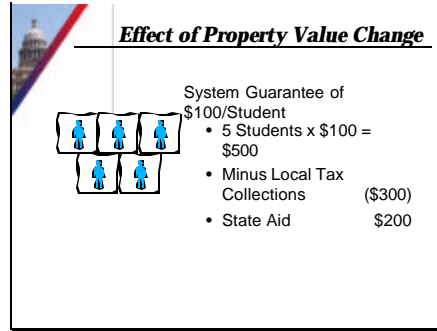 Effect of Property Value Change
System Guarantee of
$100/Student
• 5 Students x $100 =
$500
• Minus Local Tax
Collections ($300)
• State Aid $200